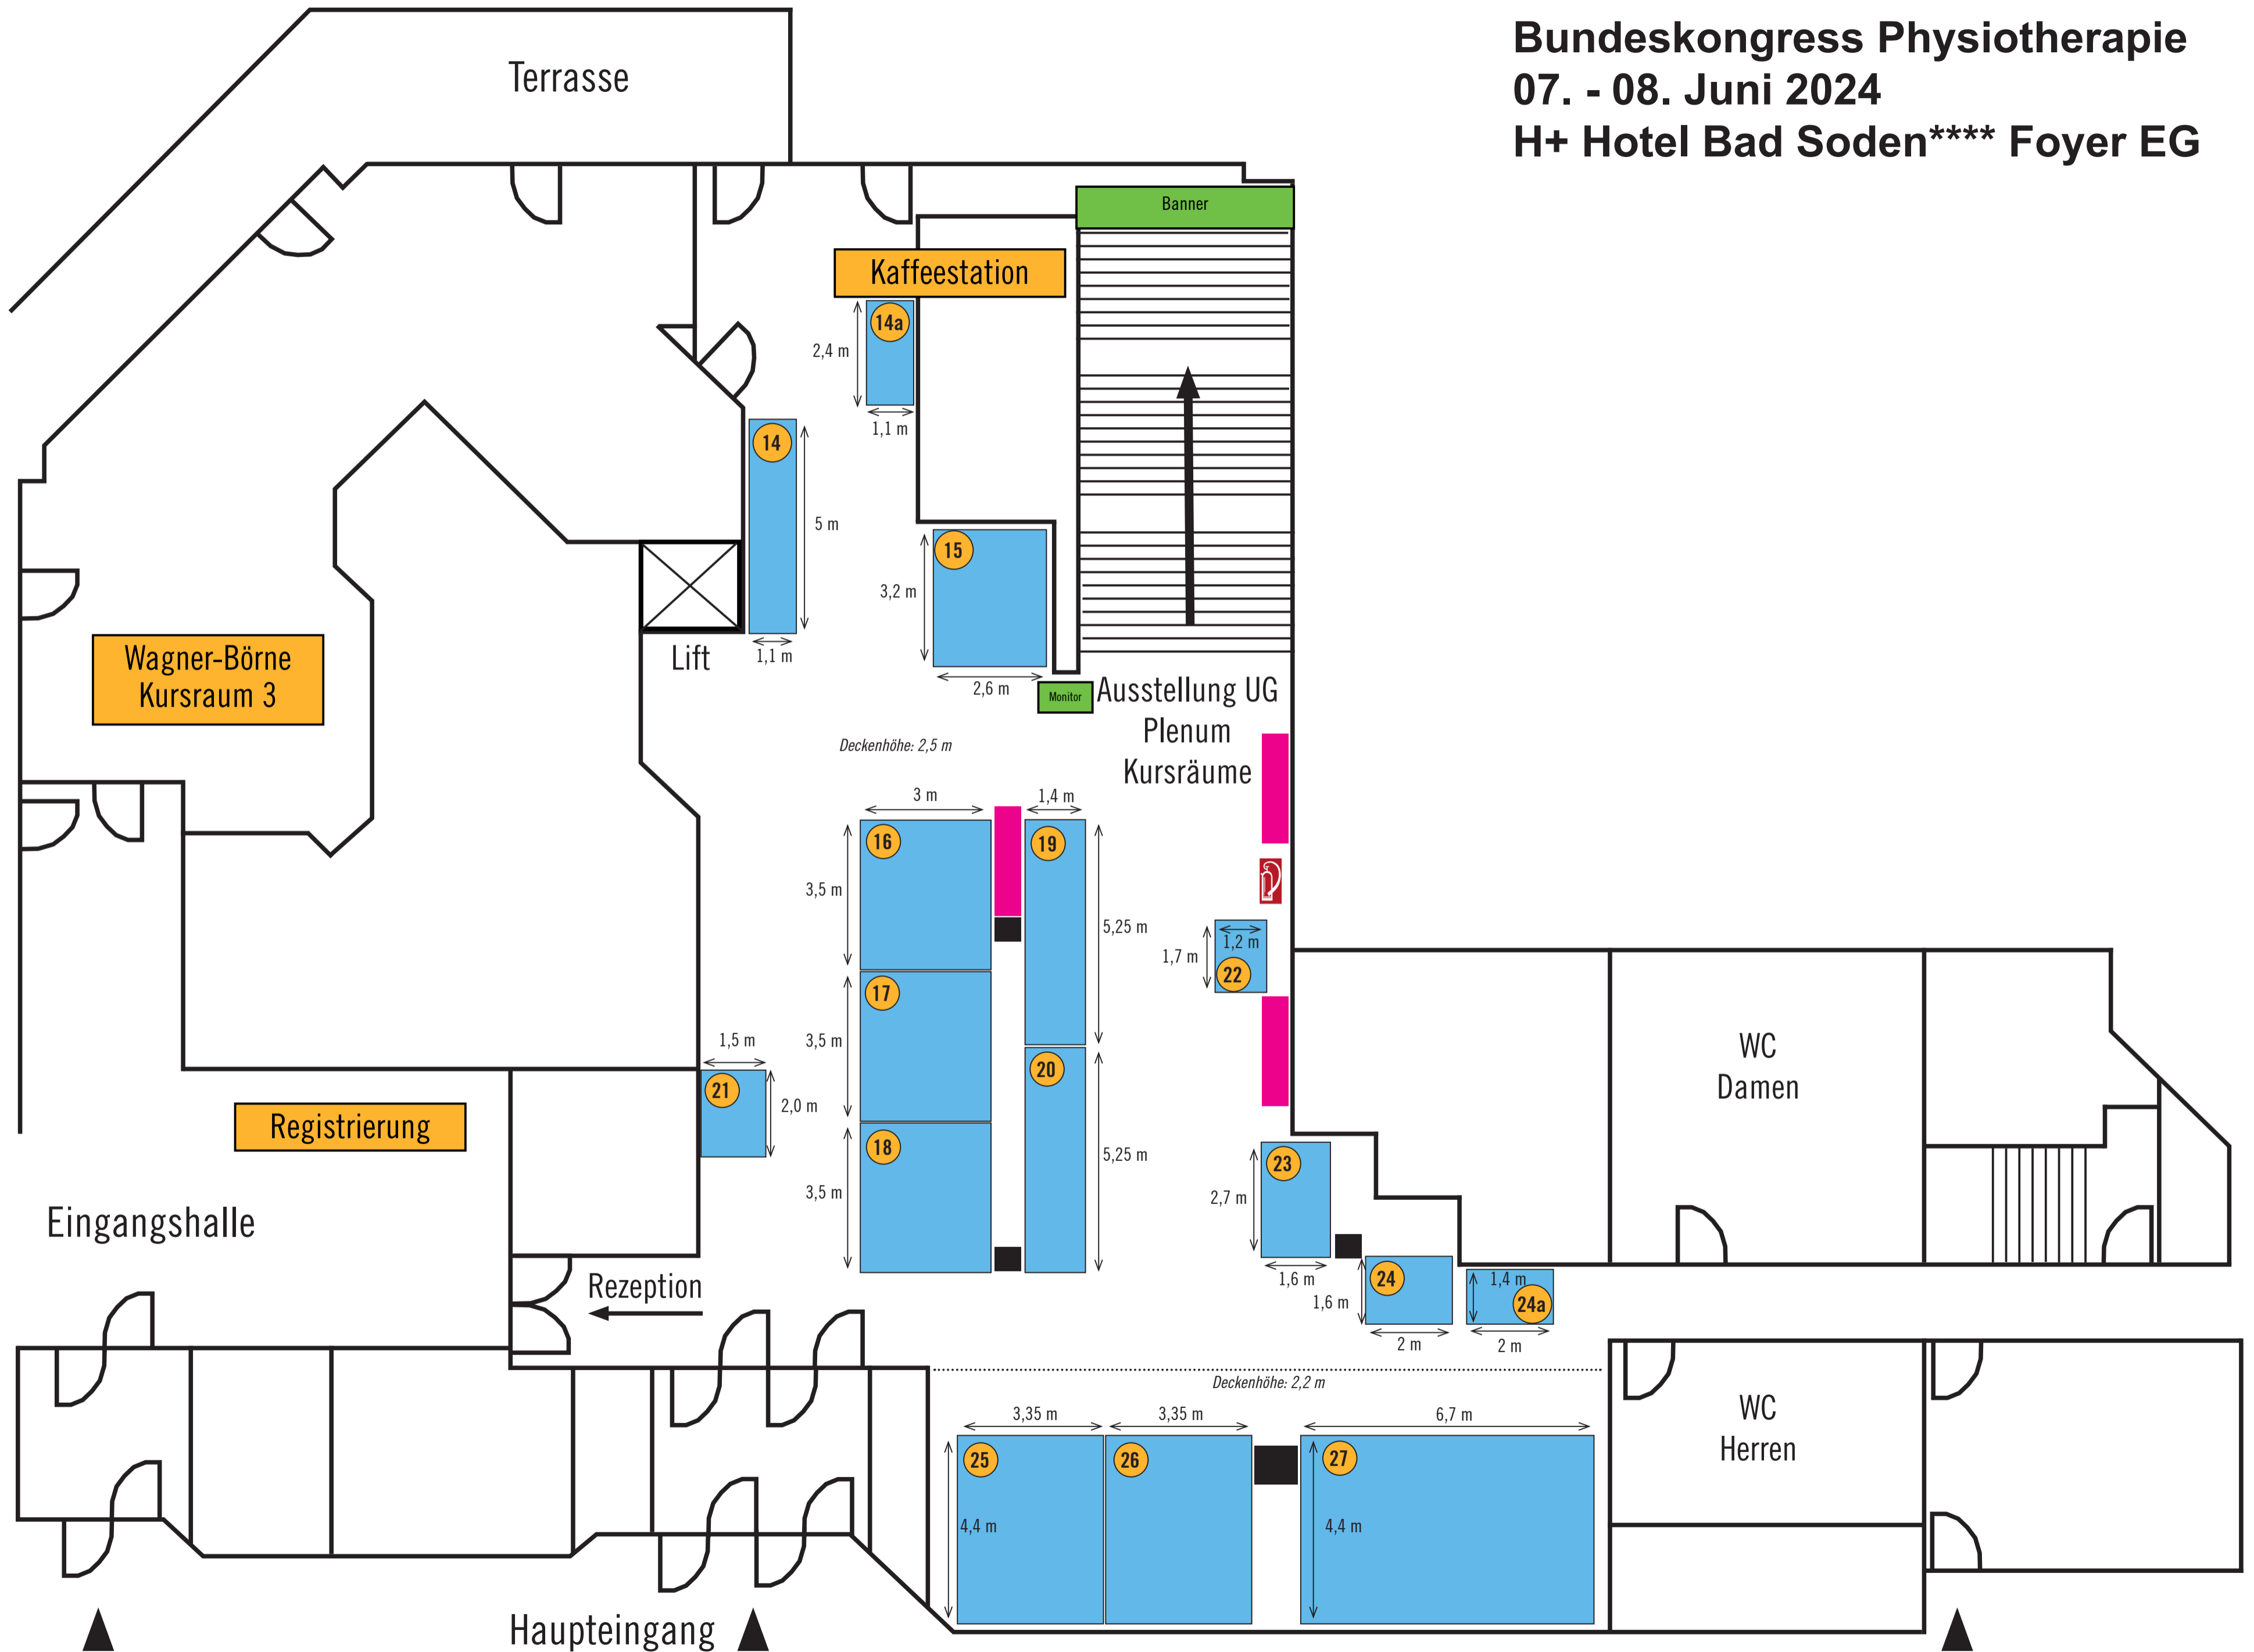 Bundeskongress Physiotherapie
07. - 08. Juni 2024
H+ Hotel Bad Soden**** Foyer EG
Terrasse
Banner
Kaffeestation
14a
2,4 m
1,1 m
14
5 m
1,1 m
15
3,2 m
2,6 m
Lift
Wagner-Börne
Kursraum 3
Monitor
Ausstellung UG
Plenum
Kursräume
Deckenhöhe: 2,5 m
3 m
1,4 m
16
19
3,5 m
5,25 m
1,2 m
1,7 m
22
17
3,5 m
1,5 m
21
2,0 m
20
5,25 m
18
3,5 m
WC
Damen
Registrierung
Eingangshalle
23
2,7 m
1,6 m
24
1,6 m
2 m
1,4 m
24a
2 m
Rezeption
Deckenhöhe: 2,2 m
3,35 m
3,35 m
6,7 m
25
26
27
4,4 m
4,4 m
WC
Herren
Haupteingang